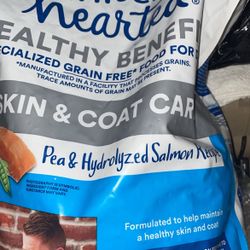 hearted
HEALTHY BENEFI
ECIALIZED GRAIN FREE* FOOD FOR
*MANUFACTURED IN A FACILITY THAT PROCESSES GRAINS.
TRACE AMOUNTS OF GRAIN MAY BE PRESENT.
SKIN & COAT CAR
Pea & Hydrolyzed Salmon Recipe
Formulated to help maintain
a healthy skin and coat